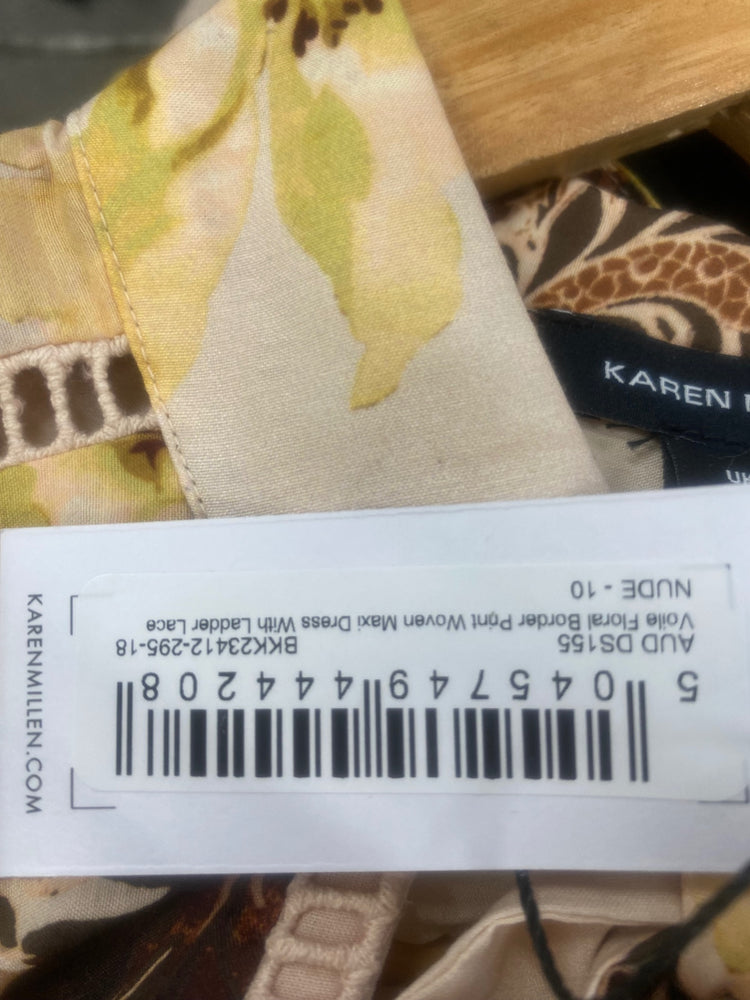 KAREN
KARENMILLEN.COM
5 045749 444208
AUD DS155 BKK23412-295-18
Voile Floral Border Print Woven Maxi Dress With Ladder Lace
NUDE - 10